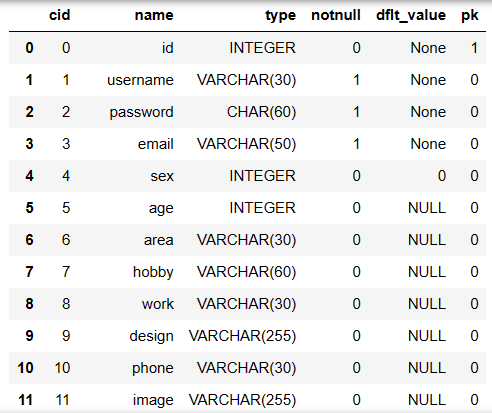 cid name type notnull dflt_value pk
0 0 id INTEGER 0 None 1
1 1 username VARCHAR(30) 1 None 0
2 2 password CHAR(60) 1 None 0
3 3 email VARCHAR(50) 1 None 0
4 4 sex INTEGER 0 0 0
5 5 age INTEGER 0 NULL 0
6 6 area VARCHAR(30) 0 NULL 0
7 7 hobby VARCHAR(60) 0 NULL 0
8 8 work VARCHAR(30) 0 NULL 0
9 9 design VARCHAR(255) 0 NULL 0
10 10 phone VARCHAR(30) 0 NULL 0
11 11 image VARCHAR(255) 0 NULL 0